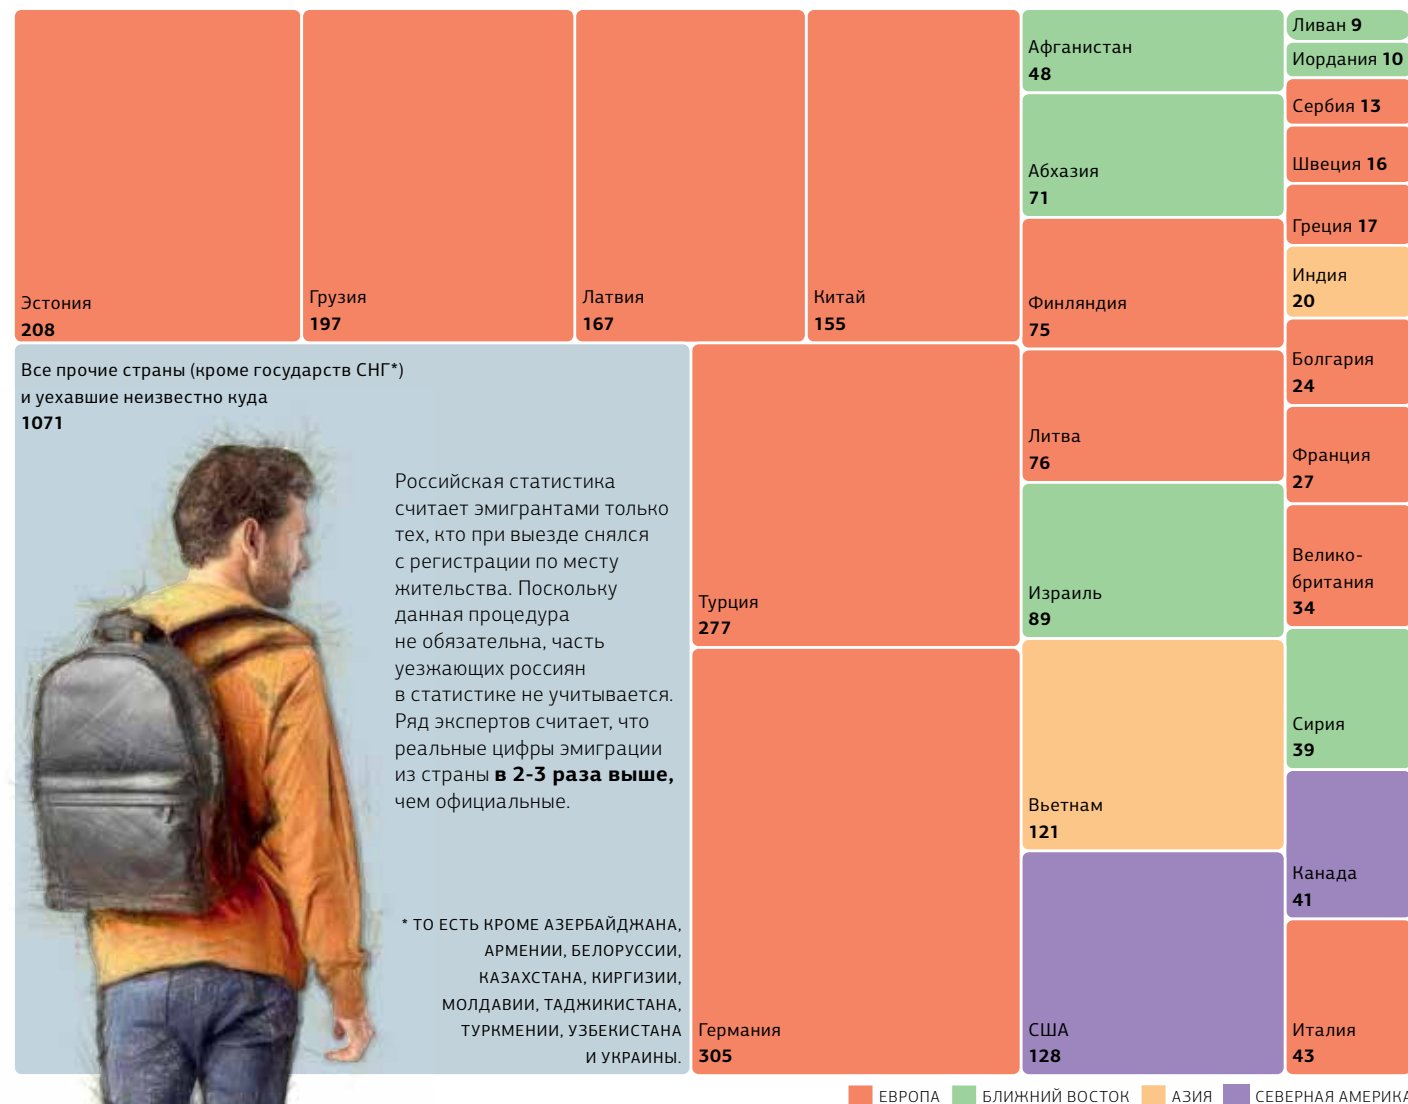 Эстония
208
Грузия
197
Латвия
167
Китай
155
Афганистан
48
Абхазия
71
Финляндия
75
Литва
76
Израиль
89
Вьетнам
121
США
128
Ливан 9
Иордания 10
Сербия 13
Швеция 16
Греция 17
Индия
20
Болгария
24
Франция
27
Велико-
британия
34
Сирия
39
Канада
41
Италия
43
Турция
277
Германия
305
Все прочие страны (кроме государств СНГ*)
и уехавшие неизвестно куда
1071
Российская статистика
считает эмигрантами только
тех, кто при выезде снялся
с регистрации по месту
жительства. Поскольку
данная процедура
не обязательна, часть
уезжающих россиян
в статистике не учитывается.
Ряд экспертов считает, что
реальные цифры эмиграции
из страны в 2-3 раза выше,
чем официальные.
* ТО ЕСТЬ КРОМЕ АЗЕРБАЙДЖАНА,
АРМЕНИИ, БЕЛОРУССИИ,
КАЗАХСТАНА, КИРГИЗИИ,
МОЛДАВИИ, ТАДЖИКИСТАНА,
ТУРКМЕНИИ, УЗБЕКИСТАНА
И УКРАИНЫ.
ЕВРОПА БЛИЖНИЙ ВОСТОК АЗИЯ СЕВЕРНАЯ АМЕРИКА